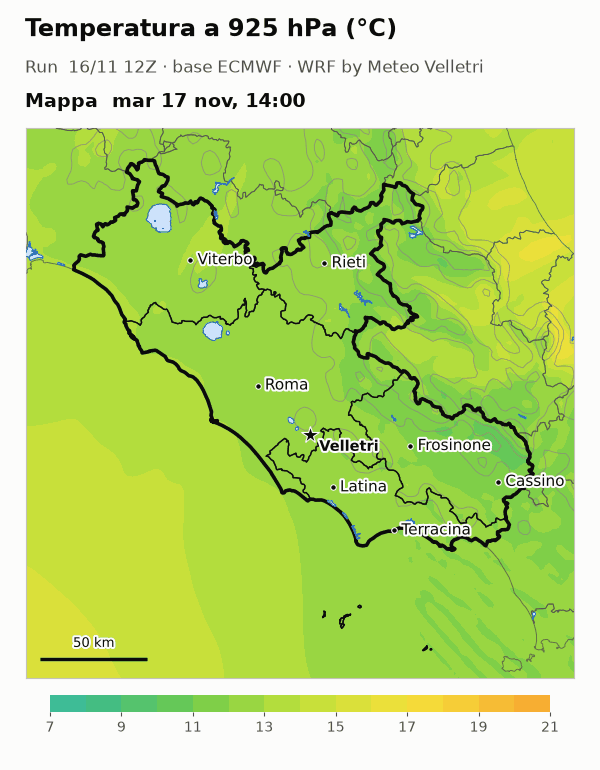 Temperatura a 925 hPa (°C)
Run  16/11 12Z · base ECMWF · WRF by Meteo Velletri
Mappa  mar 17 nov, 14:00
Viterbo
Rieti
Roma
Velletri
Frosinone
Cassino
Latina
Terracina
50 km
7 9 11 13 15 17 19 21